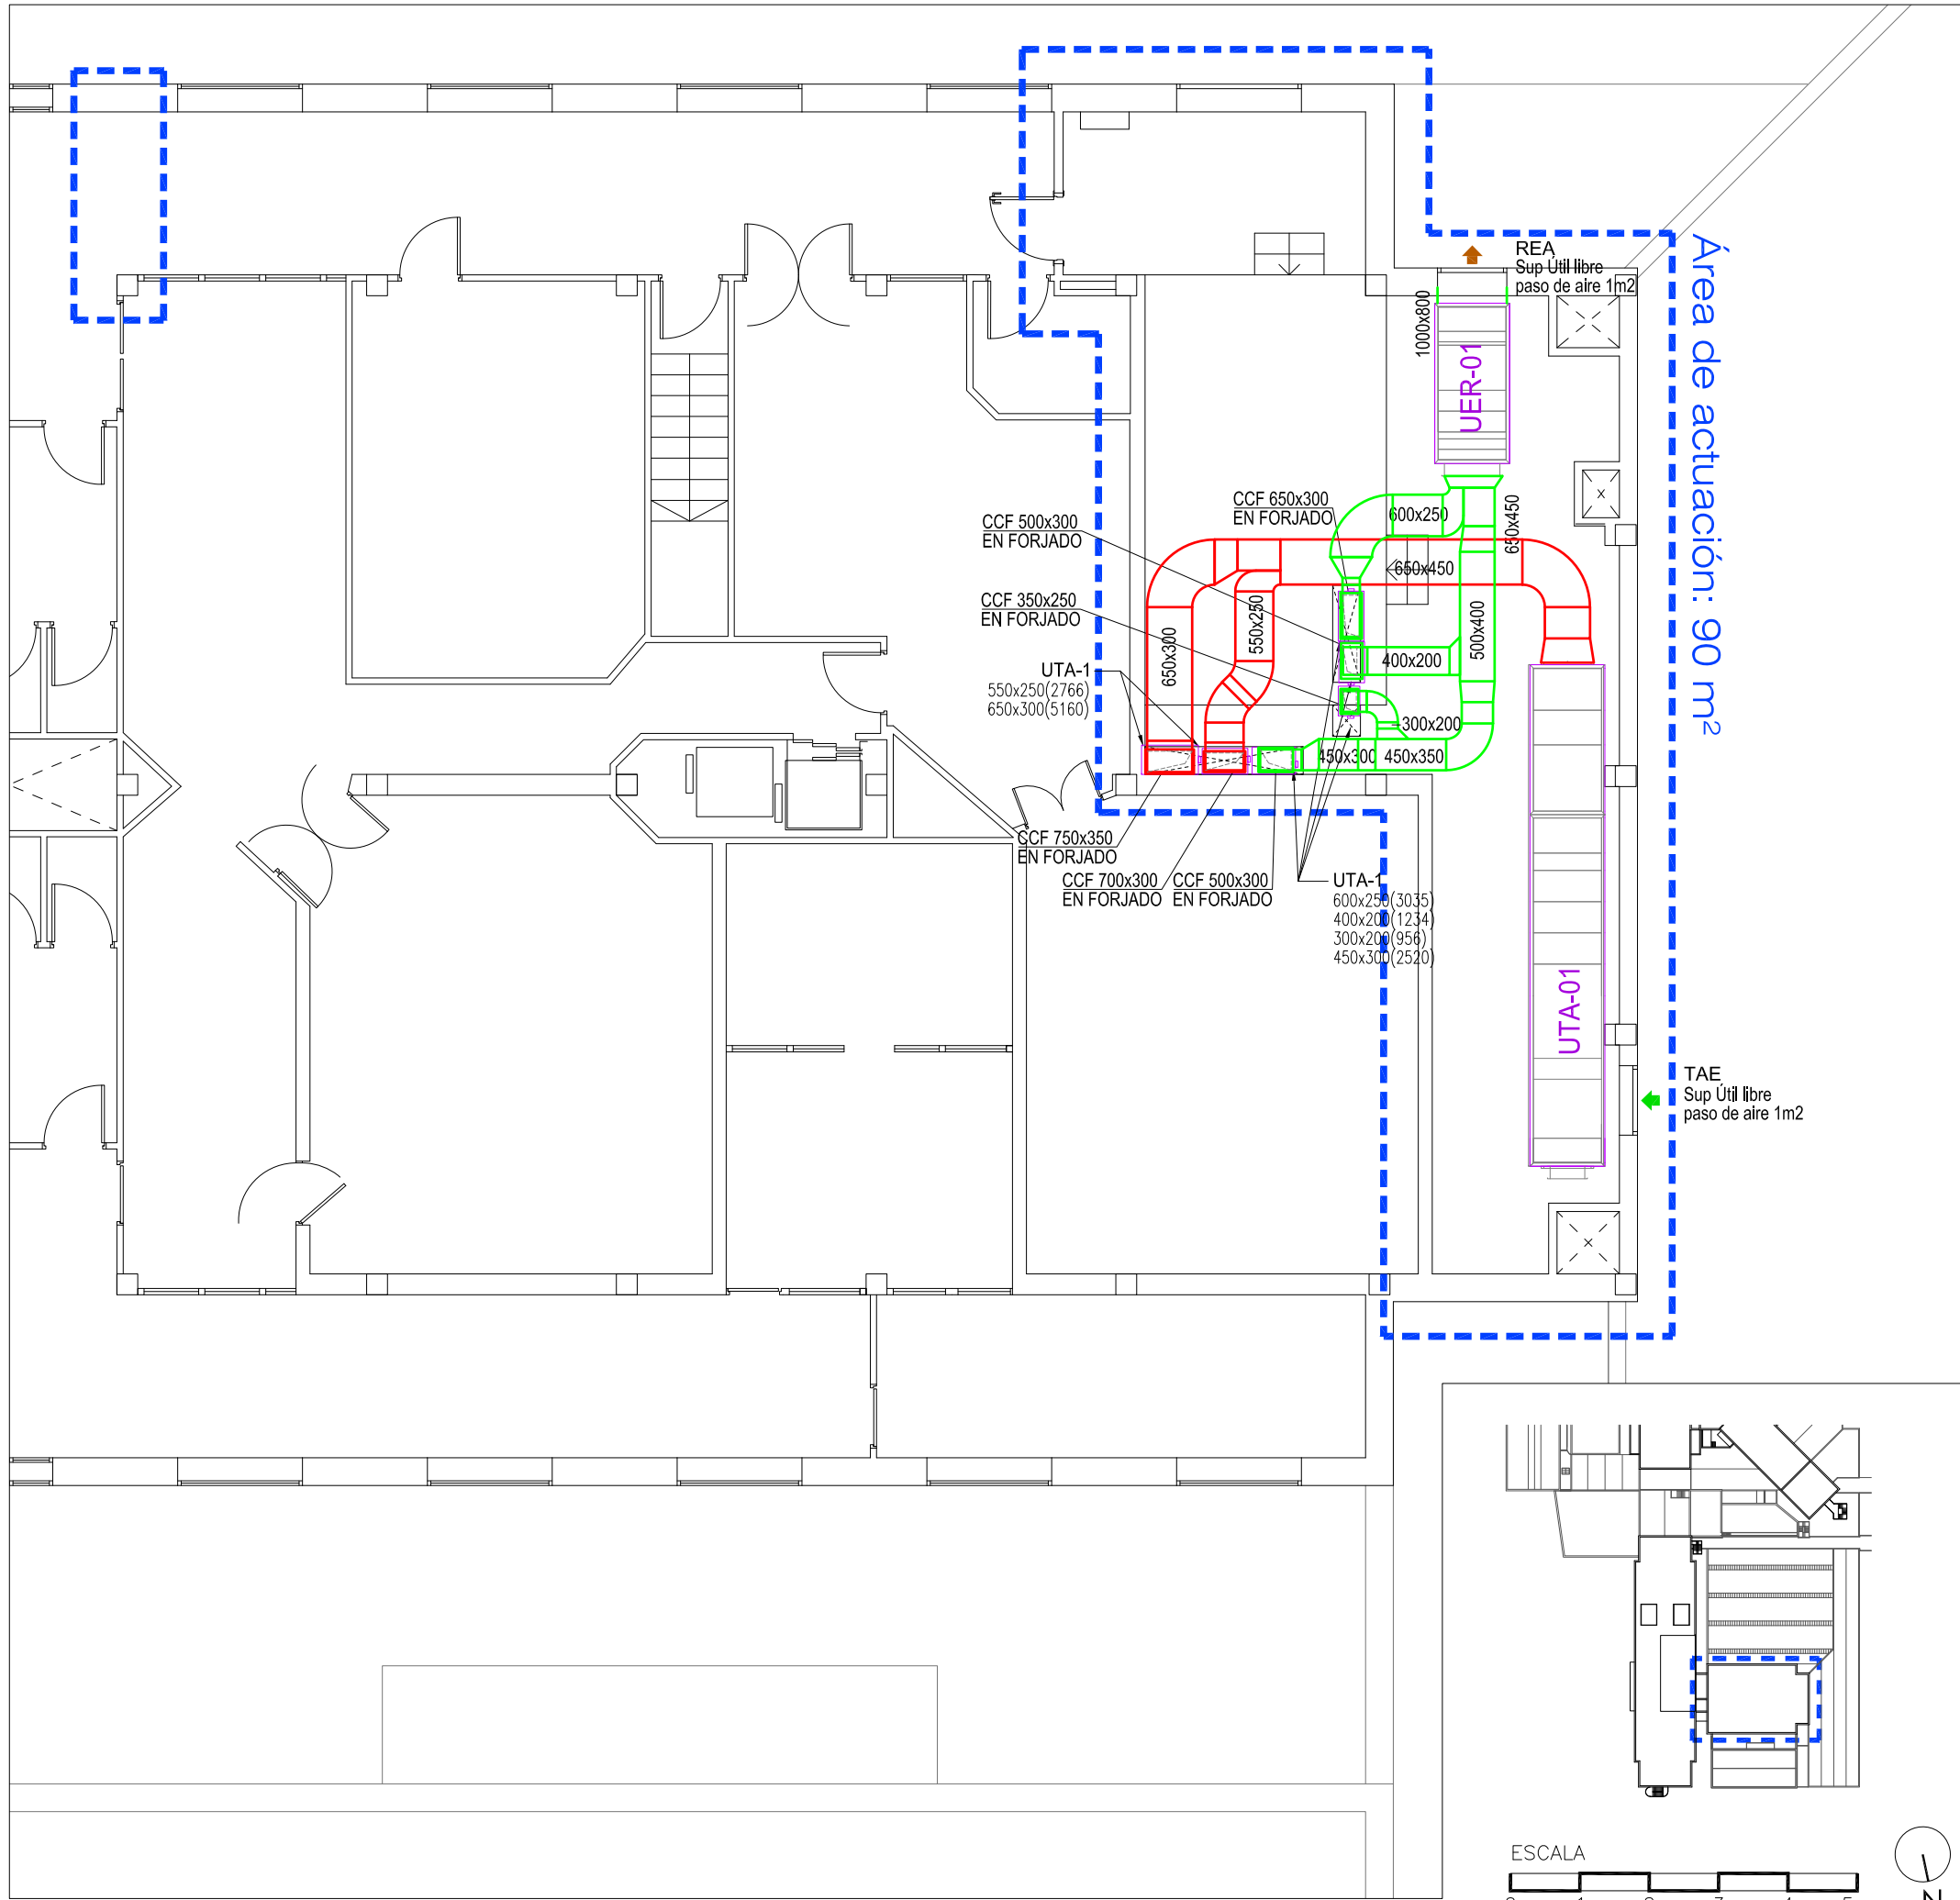 REA
Sup Útil libre
paso de aire 1m2
Área de actuación: 90 m²
1000x800
UER-01
CCF 650x300
EN FORJADO
600x250
650x450
CCF 500x300
EN FORJADO
650x450
CCF 350x250
EN FORJADO
550x250
500x400
650x300
400x200
UTA-1
550x250(2766)
650x300(5160)
300x200
450x300
450x350
CCF 750x350
EN FORJADO
CCF 700x300
EN FORJADO
CCF 500x300
EN FORJADO
UTA-1
600x250(3035)
400x200(1234)
300x200(956)
450x300(2520)
UTA-01
TAE
Sup Útil libre
paso de aire 1m2
ESCALA